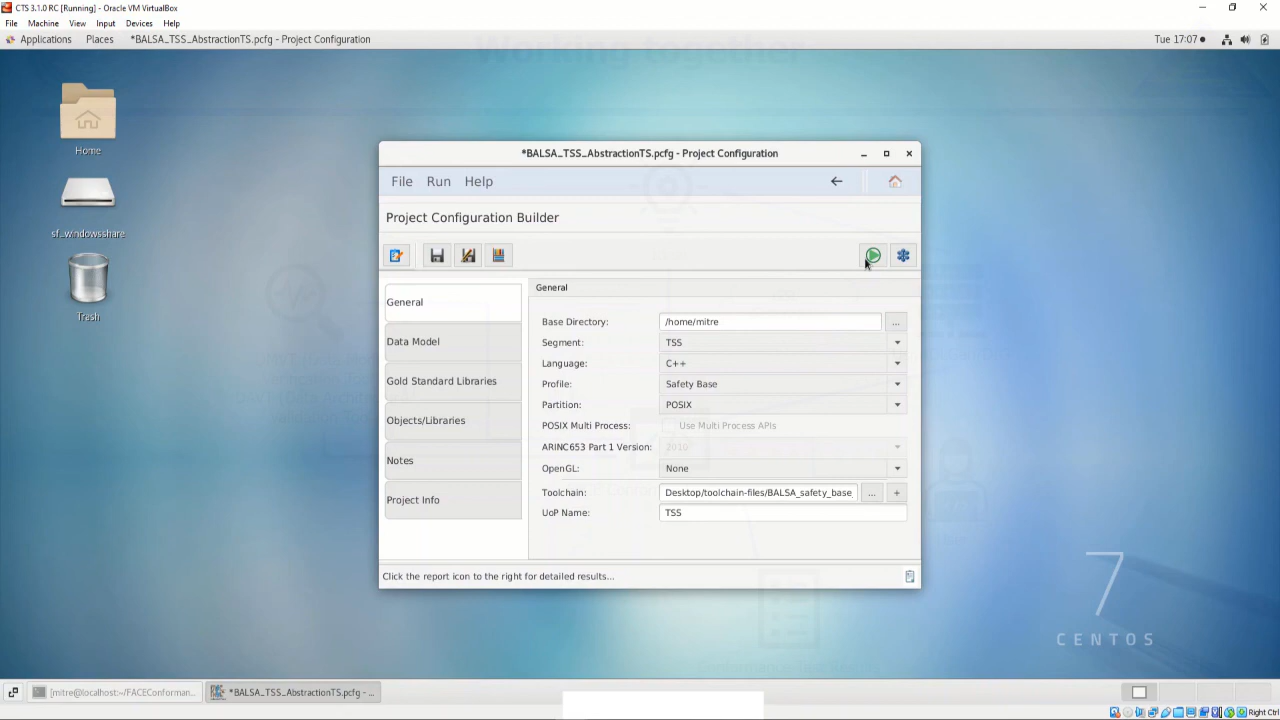 CTS 3.1.0 RC [Running] - Oracle VM VirtualBox
File Machine View Input Devices Help
Applications Places *BALSA_TSS_AbstractionTS.pcfg - Project Configuration Tue 17:07
Working together
Home
sf_windowsshare
Trash
*BALSA_TSS_AbstractionTS.pcfg - Project Configuration
File Run Help
Project Configuration Builder
General
Data Model
Gold Standard Libraries
Objects/Libraries
Notes
Project Info
General
Base Directory: /home/mitre ...
Segment: TSS
Language: C++
Profile: Safety Base
Partition: POSIX
POSIX Multi Process: Use Multi Process APIs
ARINC653 Part 1 Version: 2010
OpenGL: None
Toolchain: Desktop/toolchain-files/BALSA_safety_base_ ... +
UoP Name: TSS
Click the report icon to the right for detailed results...
7
CENTOS
[mitre@localhost:~/FACEConforman... *BALSA_TSS_AbstractionTS.pcfg - ...
Right Ctrl